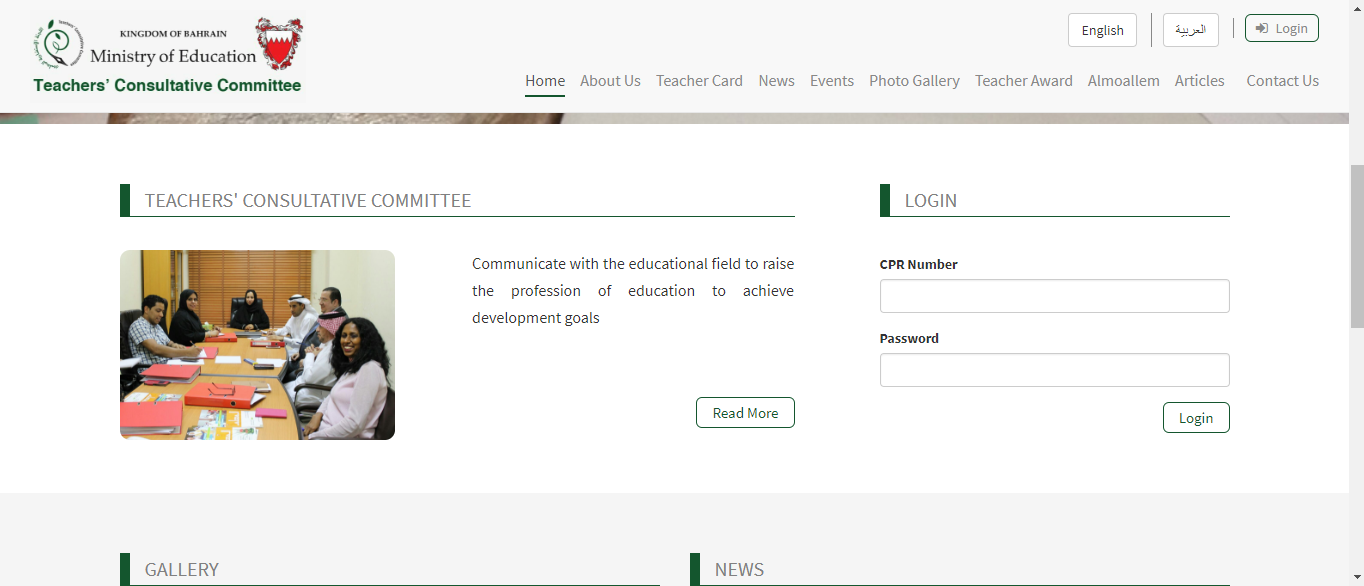 KINGDOM OF BAHRAIN
Ministry of Education
Teachers' Consultative Committee
English
العربية
Login
Home
About Us
Teacher Card
News
Events
Photo Gallery
Teacher Award
Almoallem
Articles
Contact Us
TEACHERS' CONSULTATIVE COMMITTEE
Communicate with the educational field to raise
the profession of education to achieve
development goals
Read More
LOGIN
CPR Number
Password
Login
GALLERY
NEWS